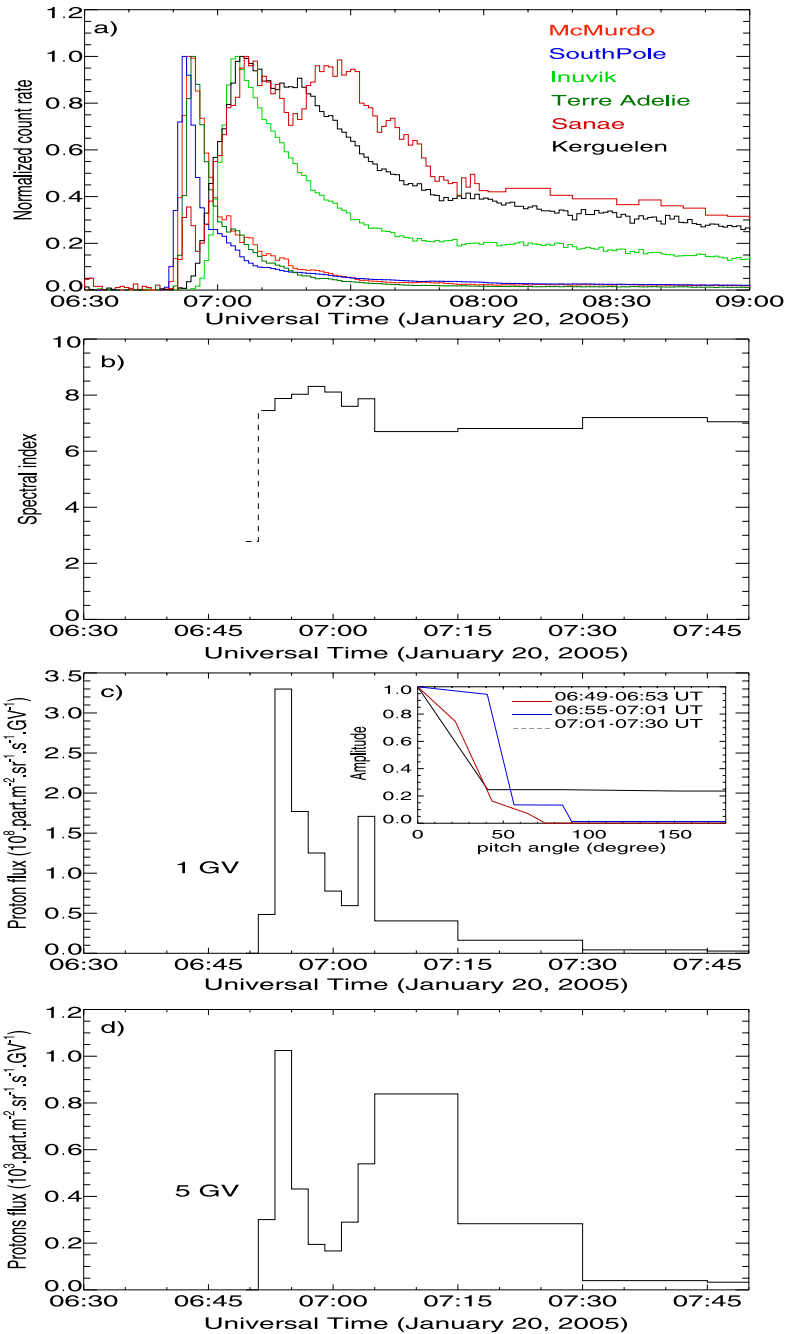 a)
McMurdo
SouthPole
Inuvik
Terre Adelie
Sanae
Kerguelen
Normalized count rate
1.2
1.0
0.8
0.6
0.4
0.2
0.0
06:30 07:00 07:30 08:00 08:30 09:00
Universal Time (January 20, 2005)
b)
Spectral index
10
8
6
4
2
0
06:30 06:45 07:00 07:15 07:30 07:45
Universal Time (January 20, 2005)
c)
Proton flux (10⁸.part.m⁻².sr⁻¹.s⁻¹.GV⁻¹)
3.5
3.0
2.5
2.0
1.5
1.0
0.5
0.0
1 GV
Amplitude
1.0
0.8
0.6
0.4
0.2
0.0
06:49-06:53 UT
06:55-07:01 UT
07:01-07:30 UT
0 50 100 150
pitch angle (degree)
06:30 06:45 07:00 07:15 07:30 07:45
Universal Time (January 20, 2005)
d)
Protons flux (10³.part.m⁻².sr⁻¹.s⁻¹.GV⁻¹)
1.2
1.0
0.8
0.6
0.4
0.2
0.0
5 GV
06:30 06:45 07:00 07:15 07:30 07:45
Universal Time (January 20, 2005)